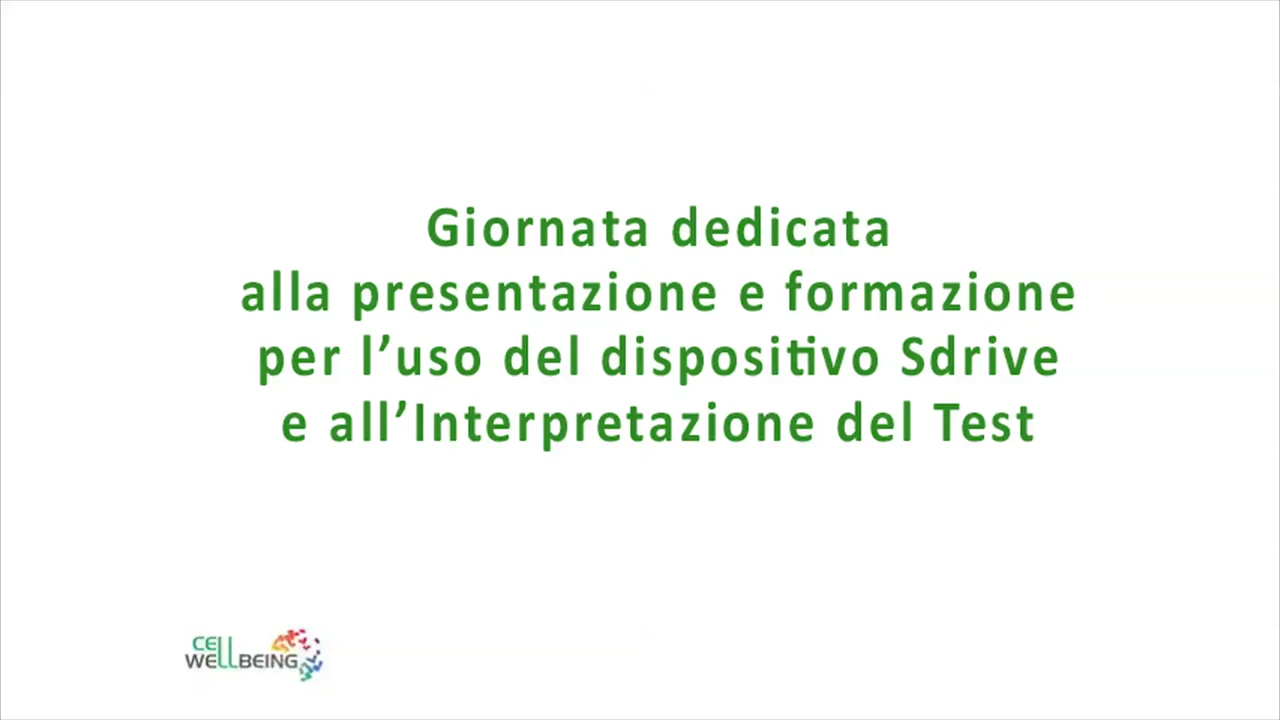 Giornata dedicata
alla presentazione e formazione
per l’uso del dispositivo Sdrive
e all’Interpretazione del Test
CELL
WELLBEING